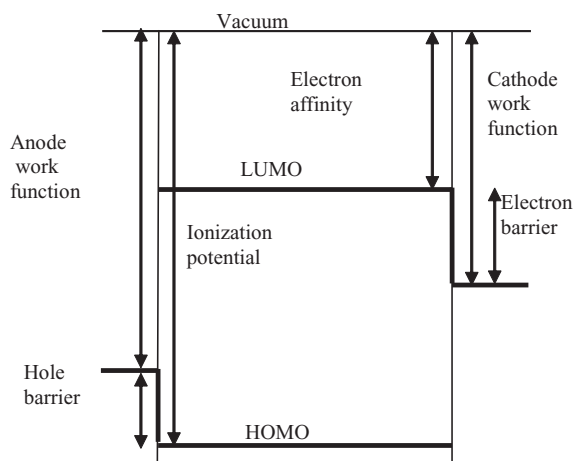 Vacuum
Electron
affinity
Cathode
work
function
Anode
work
function
LUMO
Electron
barrier
Ionization
potential
Hole
barrier
HOMO